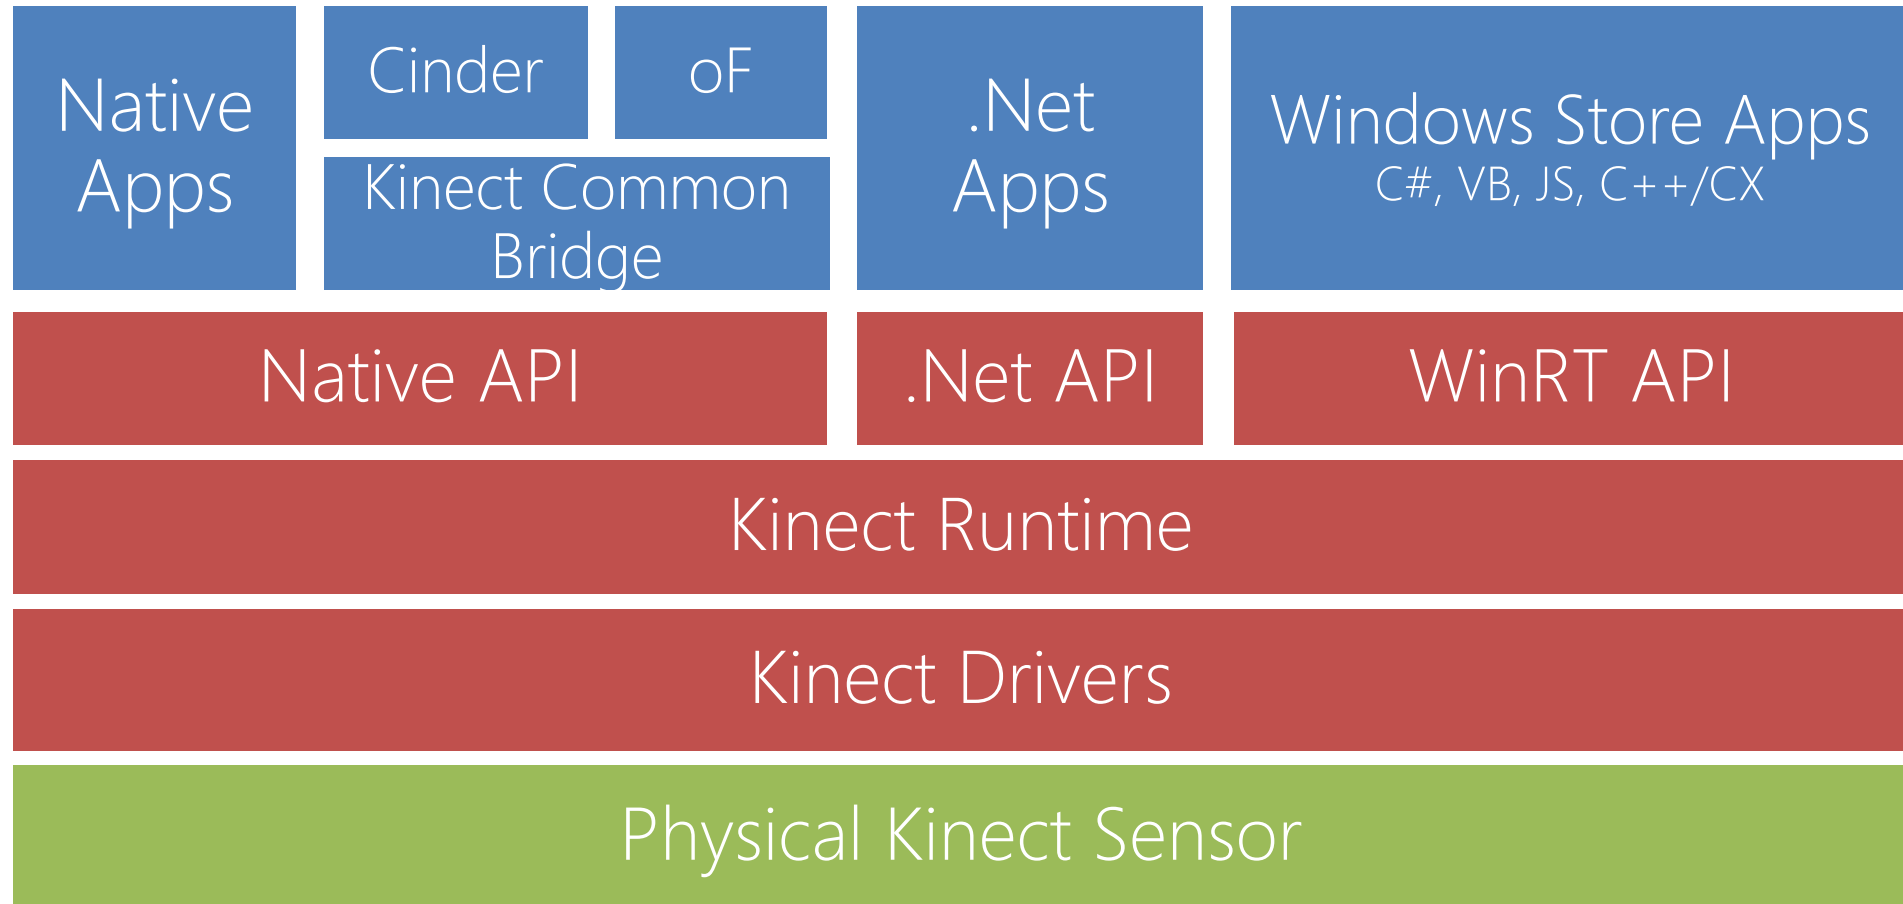 Native
Apps
Cinder
oF
Kinect Common
Bridge
.Net
Apps
Windows Store Apps
C#, VB, JS, C++/CX
Native API
.Net API
WinRT API
Kinect Runtime
Kinect Drivers
Physical Kinect Sensor